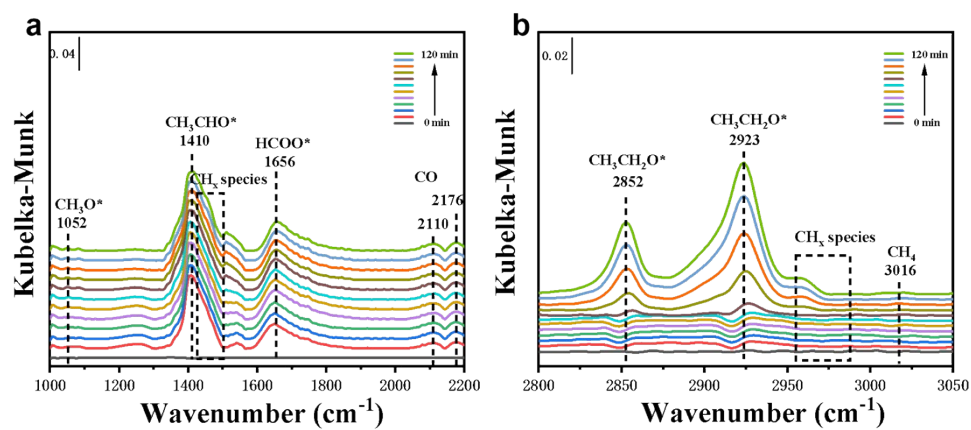 a
0.04
120 min
0 min
CH3CHO*
1410
HCOO*
1656
CHx species
CH3O*
1052
CO
2176
2110
Kubelka-Munk
1000 1200 1400 1600 1800 2000 2200
Wavenumber (cm-1)
b
0.02
120 min
0 min
CH3CH2O*
2923
CH3CH2O*
2852
CHx species
CH4
3016
Kubelka-Munk
2800 2850 2900 2950 3000 3050
Wavenumber (cm-1)